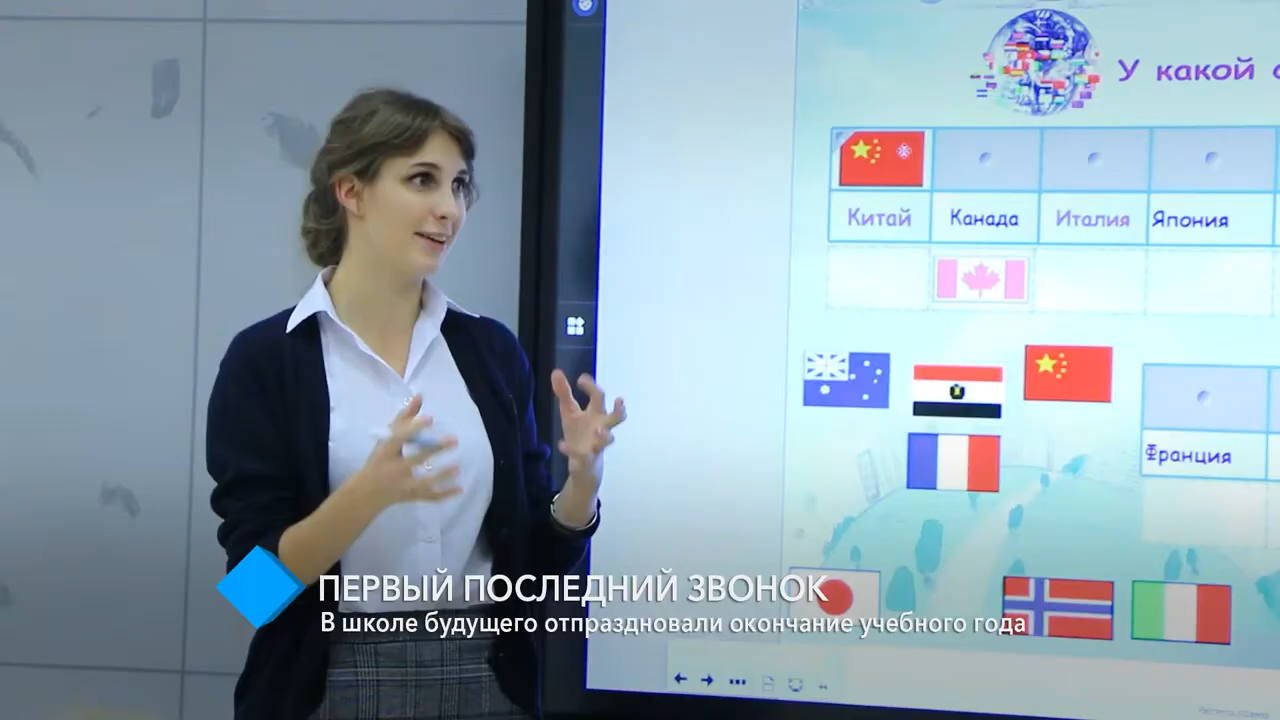 У какой
Китай Канада Италия Япония
Франция
ПЕРВЫЙ ПОСЛЕДНИЙ ЗВОНОК
В школе будущего отпраздновали окончание учебного года